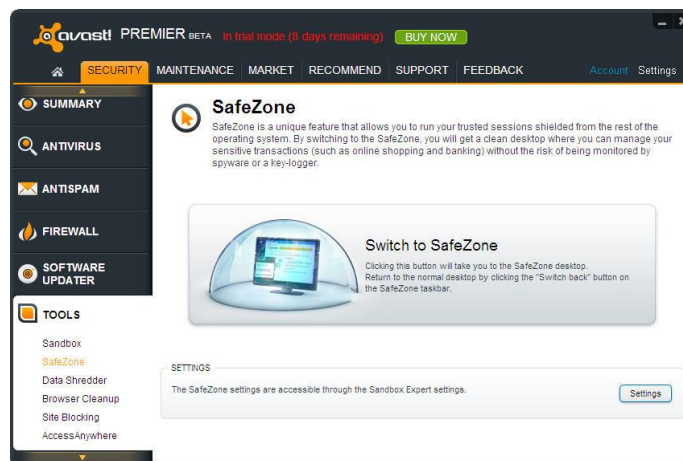 avast! PREMIER BETA In trial mode (8 days remaining) BUY NOW
SECURITY MAINTENANCE MARKET RECOMMEND SUPPORT FEEDBACK Account Settings
SUMMARY
ANTIVIRUS
ANTISPAM
FIREWALL
SOFTWARE
UPDATER
TOOLS
Sandbox
SafeZone
Data Shredder
Browser Cleanup
Site Blocking
AccessAnywhere
SafeZone
SafeZone is a unique feature that allows you to run your trusted sessions shielded from the rest of the
operating system. By switching to the SafeZone, you will get a clean desktop where you can manage your
sensitive transactions (such as online shopping and banking) without the risk of being monitored by
spyware or a key-logger.
Switch to SafeZone
Clicking this button will take you to the SafeZone desktop.
Return to the normal desktop by clicking the "Switch back" button on
the SafeZone taskbar.
SETTINGS
The SafeZone settings are accessible through the Sandbox Expert settings.
Settings